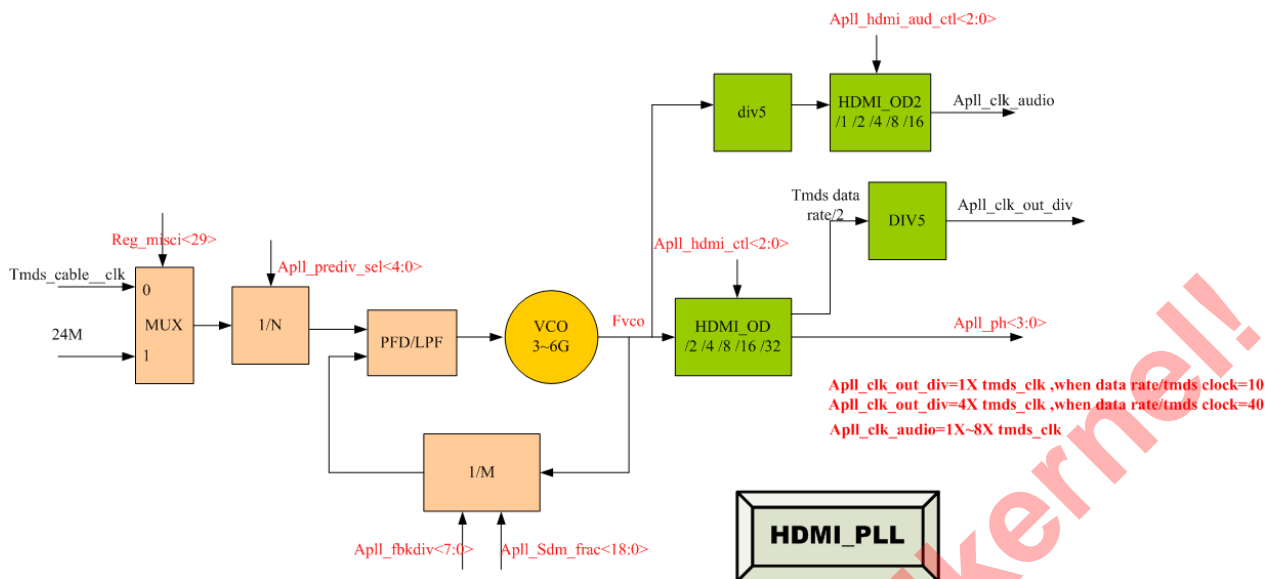 Apll_hdmi_aud_ctl<2:0>
div5
HDMI_OD2
/1 /2 /4 /8 /16
Apll_clk_audio
Tmds data
rate/2
DIV5
Apll_clk_out_div
Reg_misci<29>
Apll_hdmi_ctl<2:0>
Tmds_cable__clk
Apll_prediv_sel<4:0>
0
MUX
1
24M
1/N
PFD/LPF
VCO
3~6G
Fvco
HDMI_OD
/2 /4 /8 /16 /32
Apll_ph<3:0>
Apll_clk_out_div=1X tmds_clk ,when data rate/tmds clock=10
Apll_clk_out_div=4X tmds_clk ,when data rate/tmds clock=40
Apll_clk_audio=1X~8X tmds_clk
1/M
Apll_fbkdiv<7:0>
Apll_Sdm_frac<18:0>
HDMI_PLL
kernel!